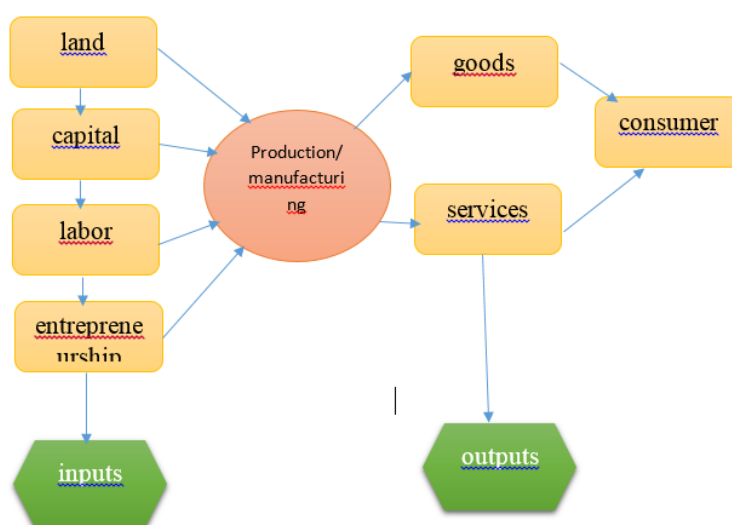 land
capital
labor
entreprene
urship
inputs
Production/
manufacturi
ng
goods
services
outputs
consumer